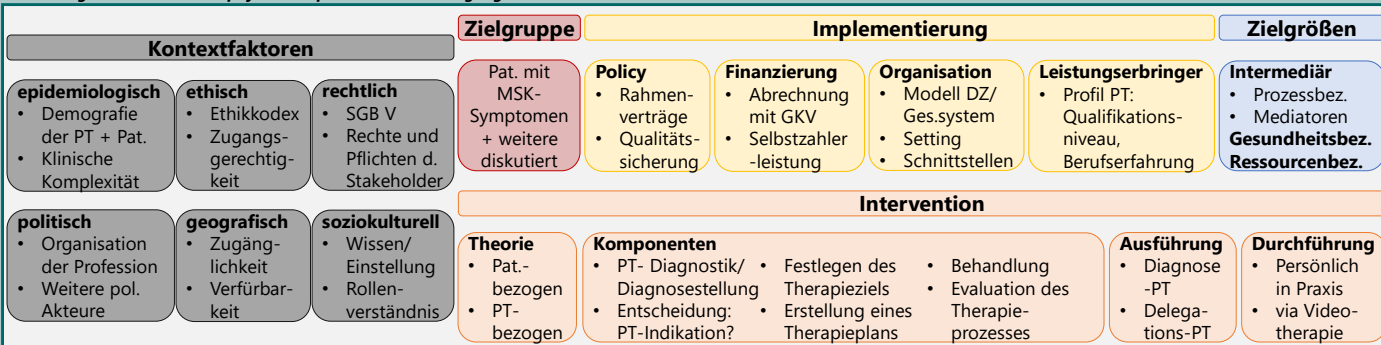 Kontextfaktoren
epidemiologisch
• Demografie
der PT + Pat.
• Klinische
Komplexität
ethisch
• Ethikkodex
• Zugangs-
gerechtig-
keit
rechtlich
• SGB V
• Rechte und
Pflichten d.
Stakeholder
politisch
• Organisation
der Profession
• Weitere pol.
Akteure
geografisch
• Zugäng-
lichkeit
• Verfürbar-
keit
soziokulturell
• Wissen/
Einstellung
• Rollen-
verständnis
Zielgruppe
Pat. mit
MSK-
Symptomen
+ weitere
diskutiert
Implementierung
Policy
• Rahmen-
verträge
• Qualitäts-
sicherung
Finanzierung
• Abrechnung
mit GKV
• Selbstzahler
-leistung
Organisation
• Modell DZ/
Ges.system
• Setting
• Schnittstellen
Leistungserbringer
• Profil PT:
Qualifikations-
niveau,
Berufserfahrung
Zielgrößen
Intermediär
• Prozessbez.
• Mediatoren
Gesundheitsbez.
Ressourcenbez.
Intervention
Theorie
• Pat.-
bezogen
• PT-
bezogen
Komponenten
• PT- Diagnostik/
Diagnosestellung
• Entscheidung:
PT-Indikation?
• Festlegen des
Therapieziels
• Erstellung eines
Therapieplans
• Behandlung
• Evaluation des
Therapie-
prozesses
Ausführung
• Diagnose
-PT
• Delega-
tions-PT
Durchführung
• Persönlich
in Praxis
• via Video-
therapie